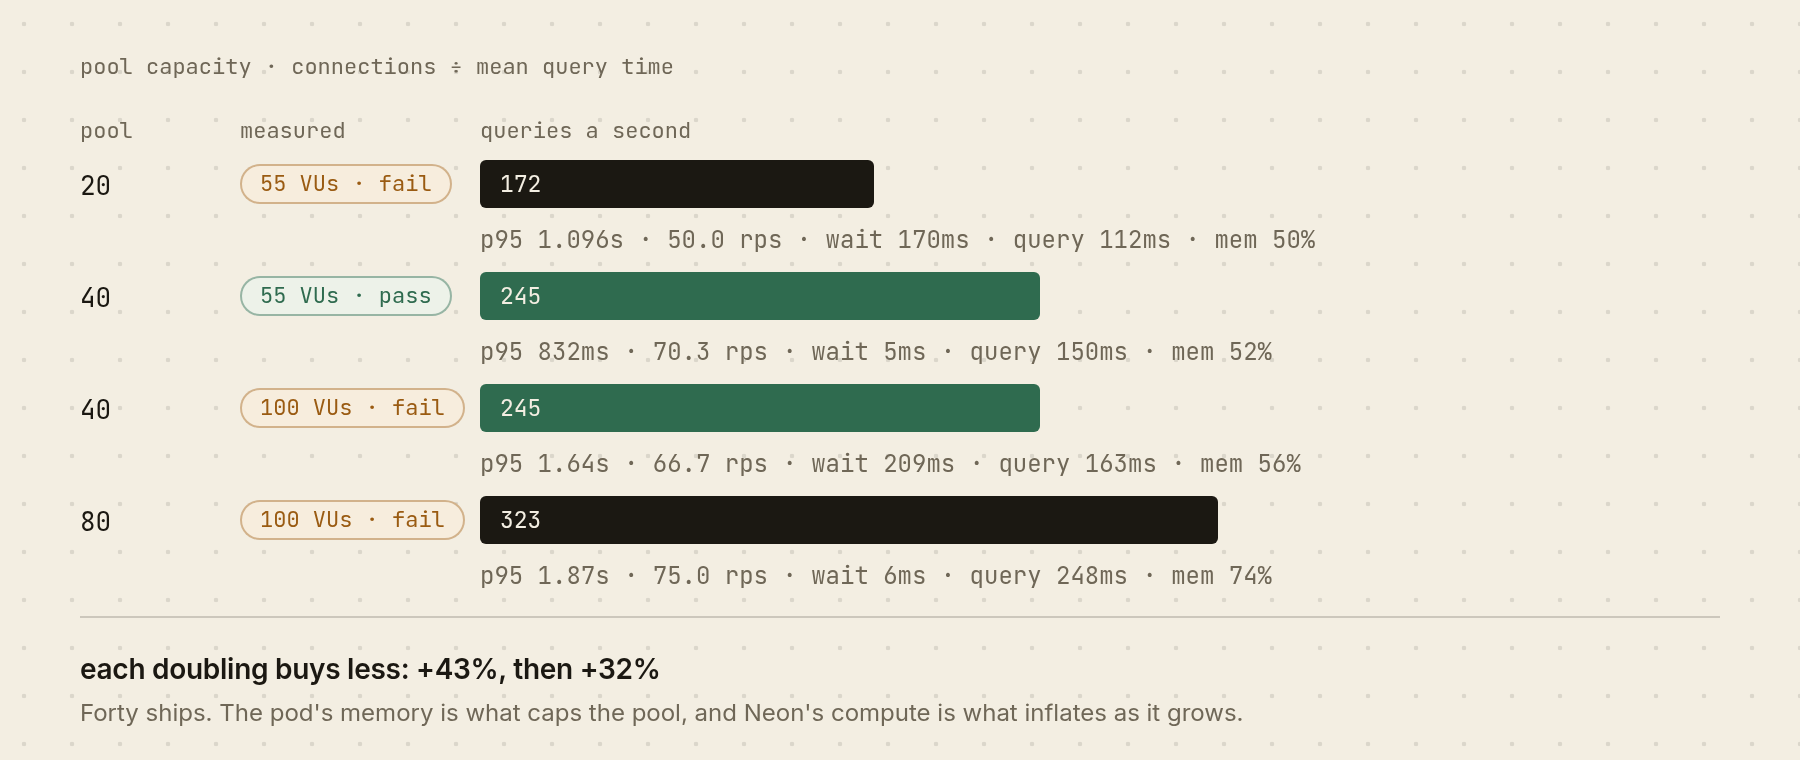 pool capacity · connections ÷ mean query time
pool measured queries a second
20 55 VUs · fail 172
p95 1.096s · 50.0 rps · wait 170ms · query 112ms · mem 50%
40 55 VUs · pass 245
p95 832ms · 70.3 rps · wait 5ms · query 150ms · mem 52%
40 100 VUs · fail 245
p95 1.64s · 66.7 rps · wait 209ms · query 163ms · mem 56%
80 100 VUs · fail 323
p95 1.87s · 75.0 rps · wait 6ms · query 248ms · mem 74%
each doubling buys less: +43%, then +32%
Forty ships. The pod's memory is what caps the pool, and Neon's compute is what inflates as it grows.